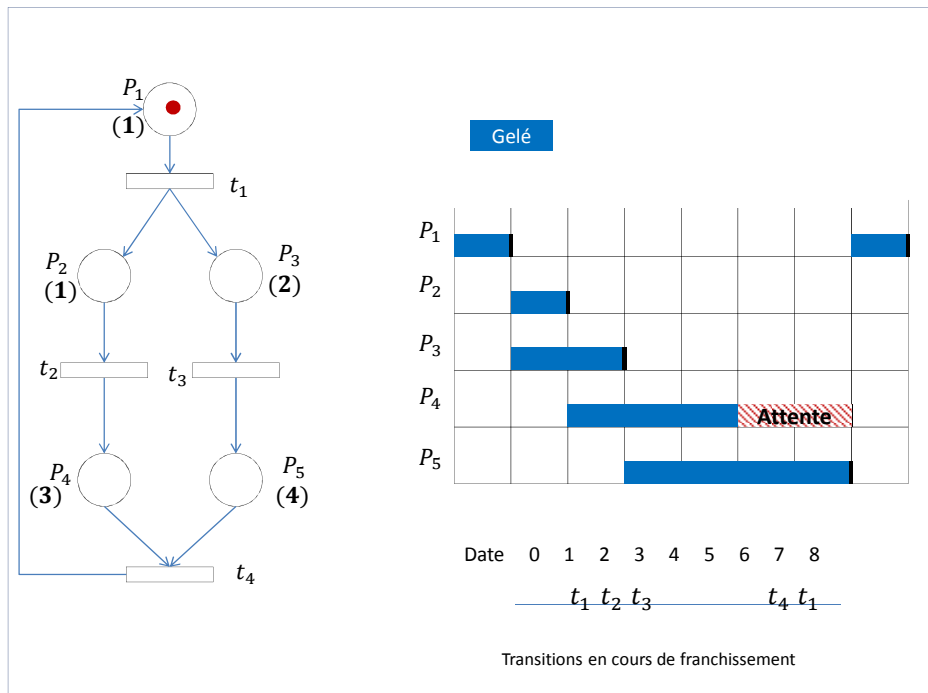 P₁
(1)
t₁
P₂
(1)
P₃
(2)
t₂
t₃
P₄
(3)
P₅
(4)
t₄
Gelé
P₁
P₂
P₃
P₄ Attente
P₅
Date 0 1 2 3 4 5 6 7 8
t₁ t₂ t₃ t₄ t₁
Transitions en cours de franchissement